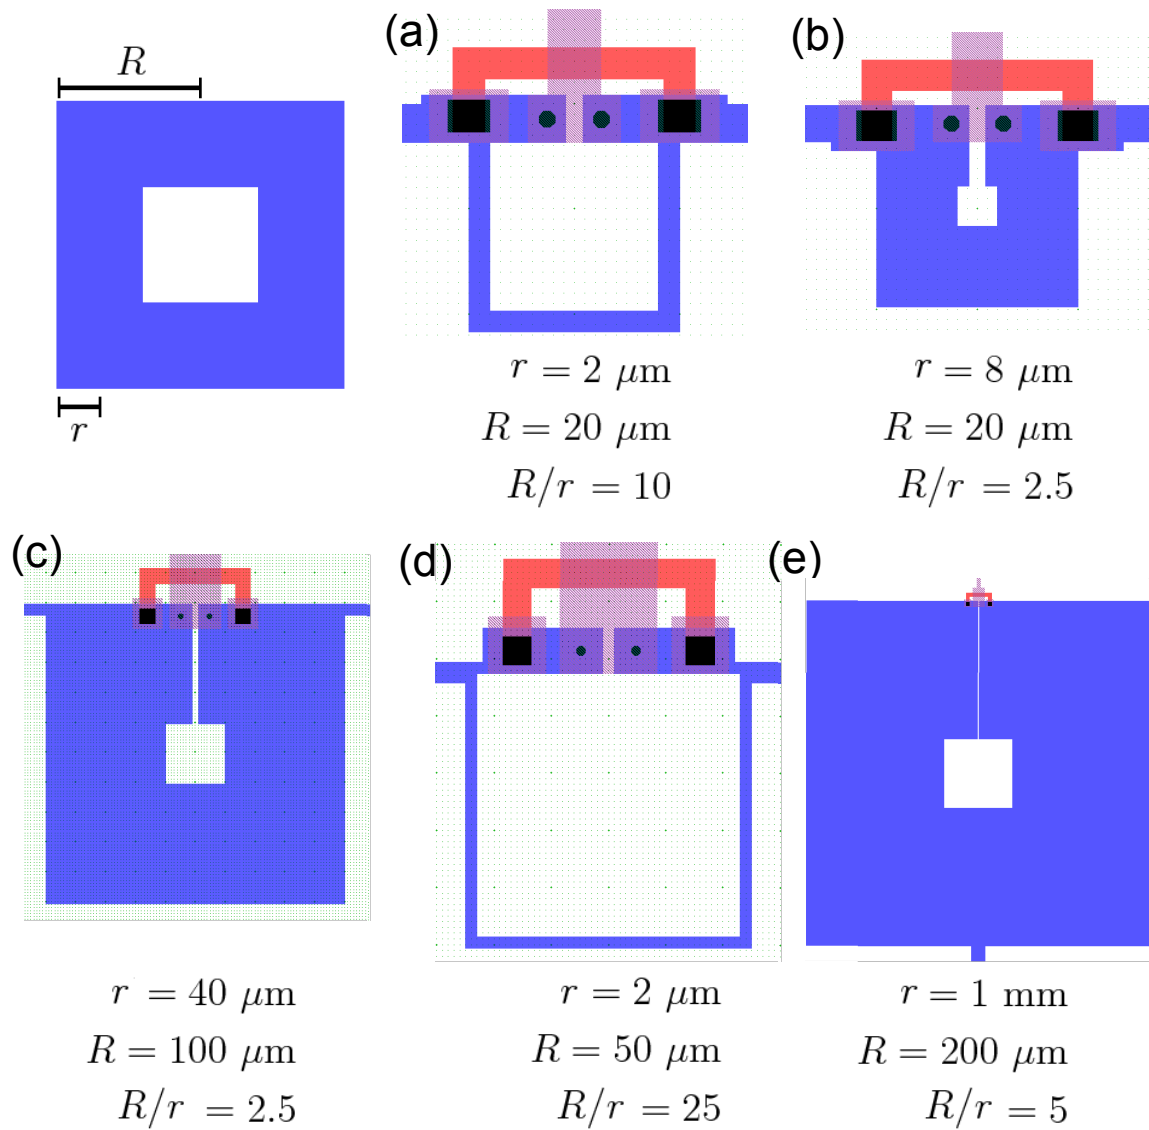 R
r
(a)
r = 2 μm
R = 20 μm
R/r = 10
(b)
r = 8 μm
R = 20 μm
R/r = 2.5
(c)
r = 40 μm
R = 100 μm
R/r = 2.5
(d)
r = 2 μm
R = 50 μm
R/r = 25
(e)
r = 1 mm
R = 200 μm
R/r = 5